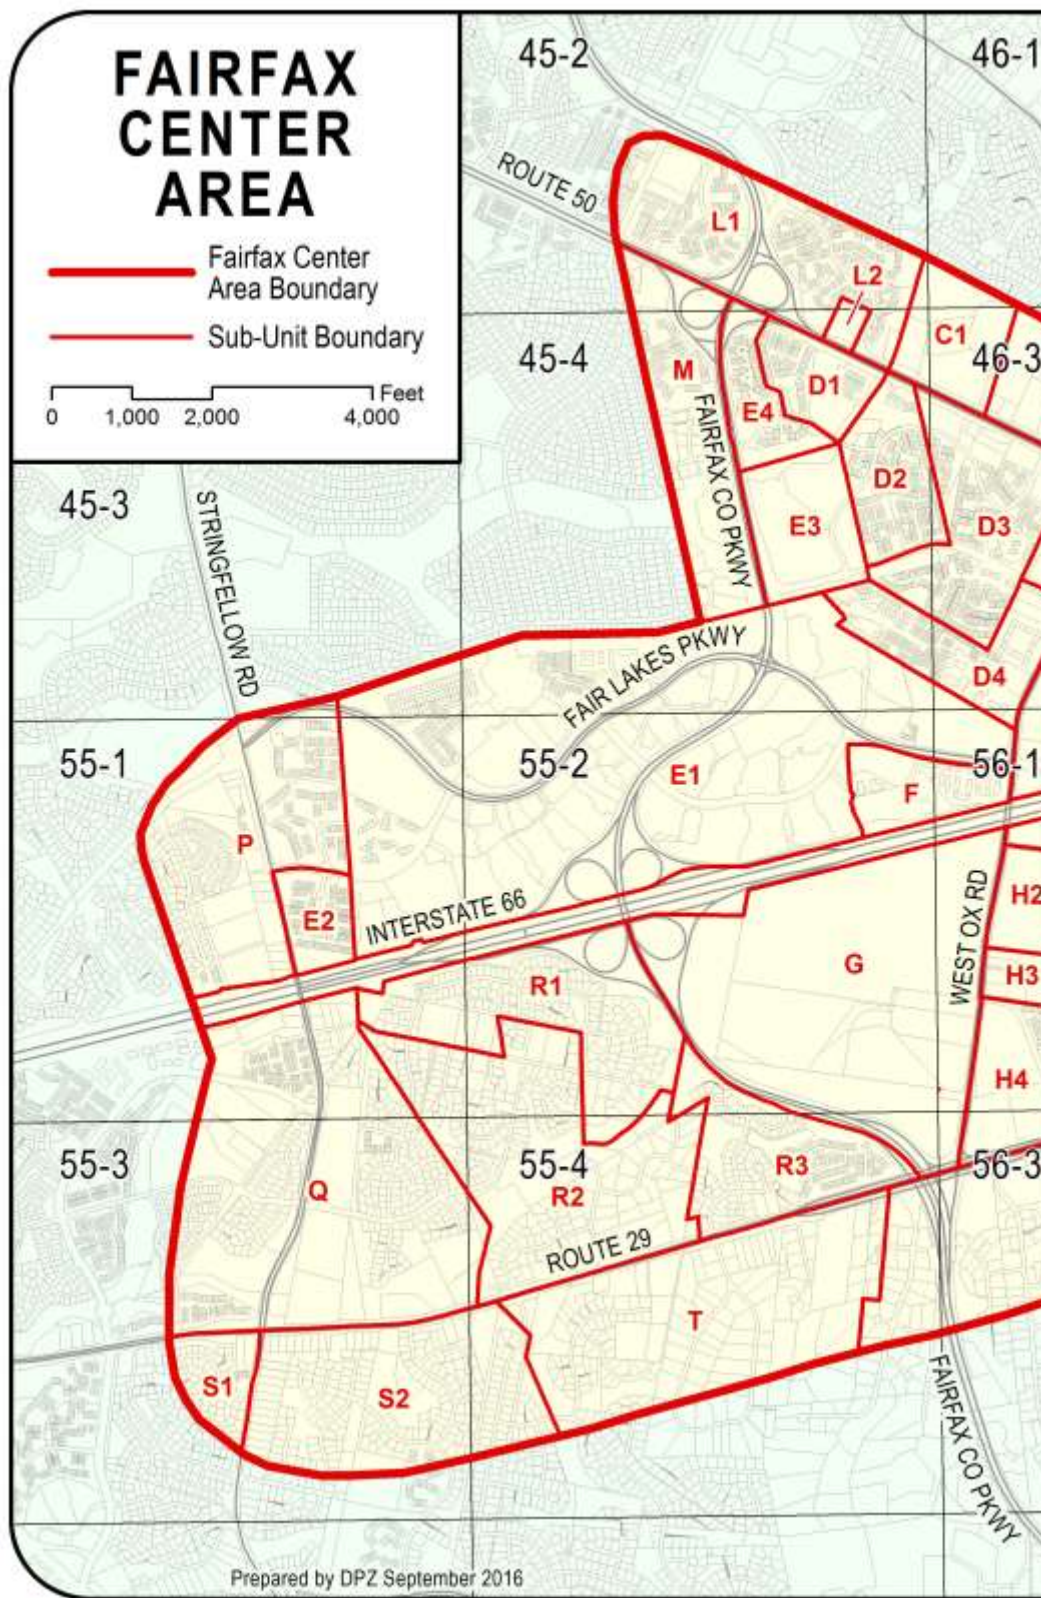 FAIRFAX
CENTER
AREA
Fairfax Center
Area Boundary
Sub-Unit Boundary
Feet
0 1,000 2,000 4,000
45-2
46-1
ROUTE 50
L1
L2
C1
45-4
46-3
M
D1
E4
FAIRFAX CO PKWY
D2
45-3
E3
D3
STRINGFELLOW RD
FAIR LAKES PKWY
D4
55-1
55-2
E1
56-1
F
P
E2
INTERSTATE 66
H2
WEST OX RD
G
H3
R1
H4
55-3
55-4
R3
56-3
Q
R2
ROUTE 29
T
S1
S2
FAIRFAX CO PKWY
Prepared by DPZ September 2016